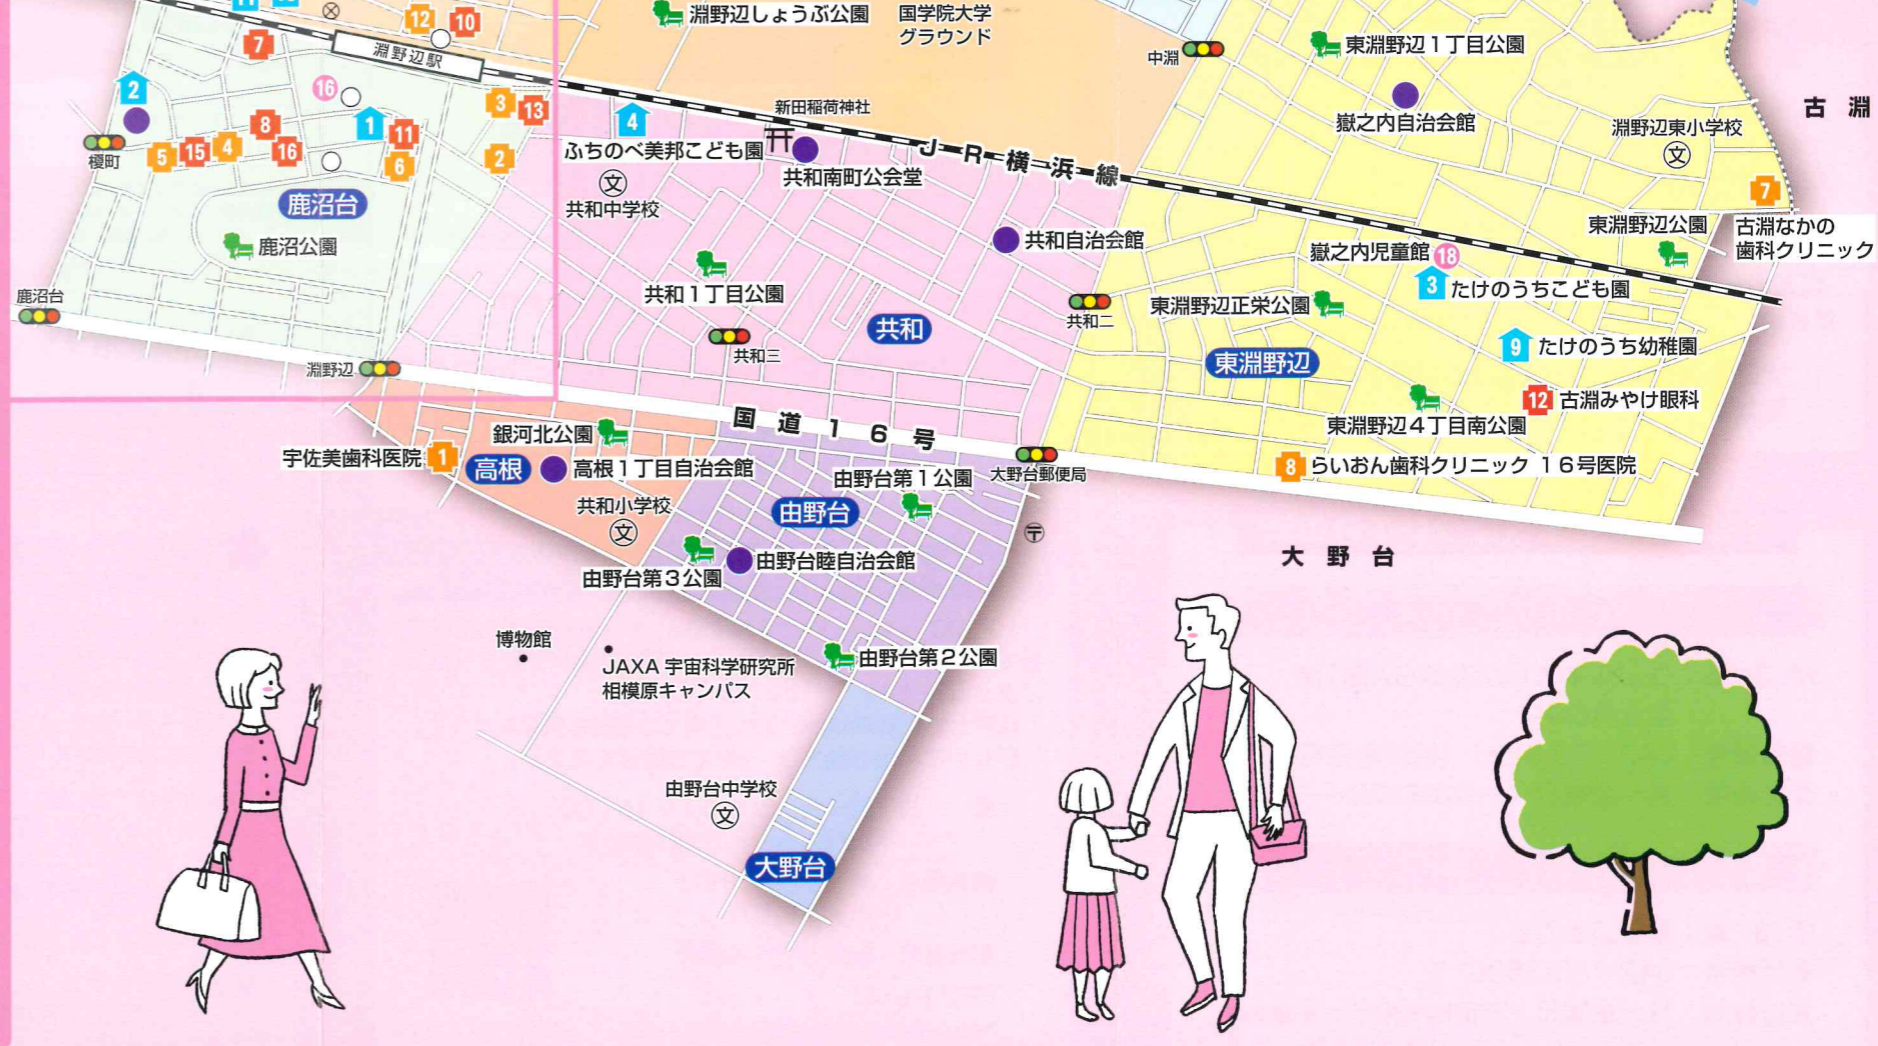 11
10
12
10
淵野辺しょうぶ公園
国学院大学
グラウンド
7
淵野辺駅
中淵
東淵野辺1丁目公園
古淵
嶽之内自治会館
淵野辺東小学校
文
2
16
3
13
4
新田稲荷神社
1
8
11
榎町
5
15
4
16
6
2
ふちのべ美邦こども園
JR横浜線
共和南町公会堂
文
共和中学校
7
鹿沼台
鹿沼公園
東淵野辺公園
古淵なかの
歯科クリニック
共和自治会館
嶽之内児童館
18
3
たけのうちこども園
鹿沼台
共和1丁目公園
共和二
東淵野辺正栄公園
共和
共和三
9
たけのうち幼稚園
淵野辺
東淵野辺
12
古淵みやけ眼科
東淵野辺4丁目南公園
国道16号
銀河北公園
宇佐美歯科医院
1
高根
高根1丁目自治会館
由野台第1公園
大野台郵便局
8
らいおん歯科クリニック 16号医院
共和小学校
文
由野台
〒
大野台
由野台第3公園
由野台睦自治会館
博物館
JAXA 宇宙科学研究所
相模原キャンパス
由野台第2公園
由野台中学校
文
大野台